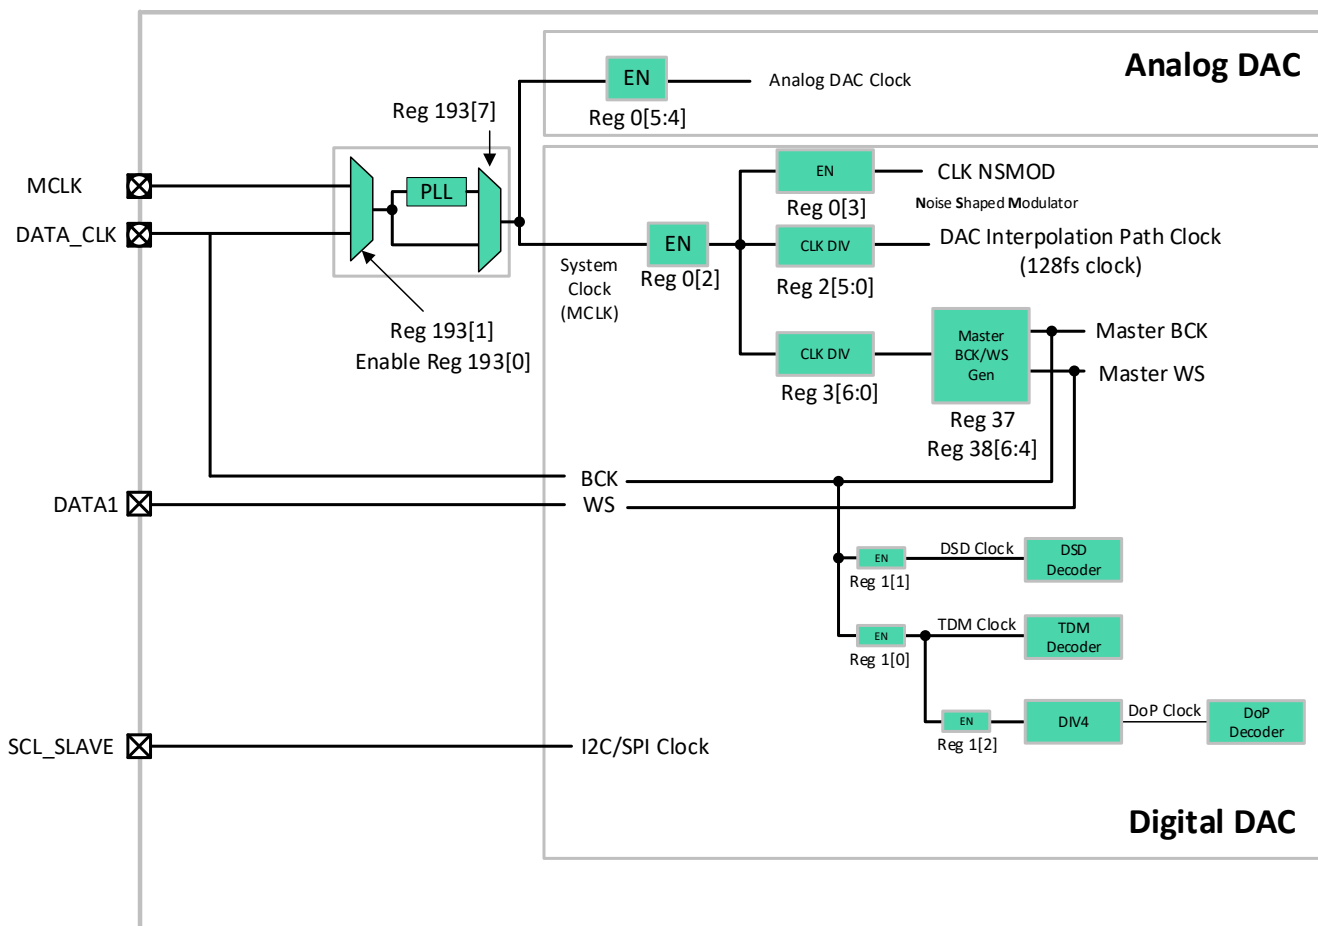 Analog DAC
EN
Analog DAC Clock
Reg 0[5:4]
Reg 193[7]
MCLK
PLL
EN
CLK NSMOD
Reg 0[3]
Noise Shaped Modulator
DATA_CLK
EN
CLK DIV
DAC Interpolation Path Clock
(128fs clock)
System
Clock
(MCLK)
Reg 0[2]
Reg 2[5:0]
Reg 193[1]
Enable Reg 193[0]
CLK DIV
Reg 3[6:0]
Master
BCK/WS
Gen
Master BCK
Master WS
Reg 37
Reg 38[6:4]
BCK
DATA1
WS
EN
Reg 1[1]
DSD Clock
DSD
Decoder
EN
Reg 1[0]
TDM Clock
TDM
Decoder
EN
Reg 1[2]
DIV4
DoP Clock
DoP
Decoder
SCL_SLAVE
I2C/SPI Clock
Digital DAC